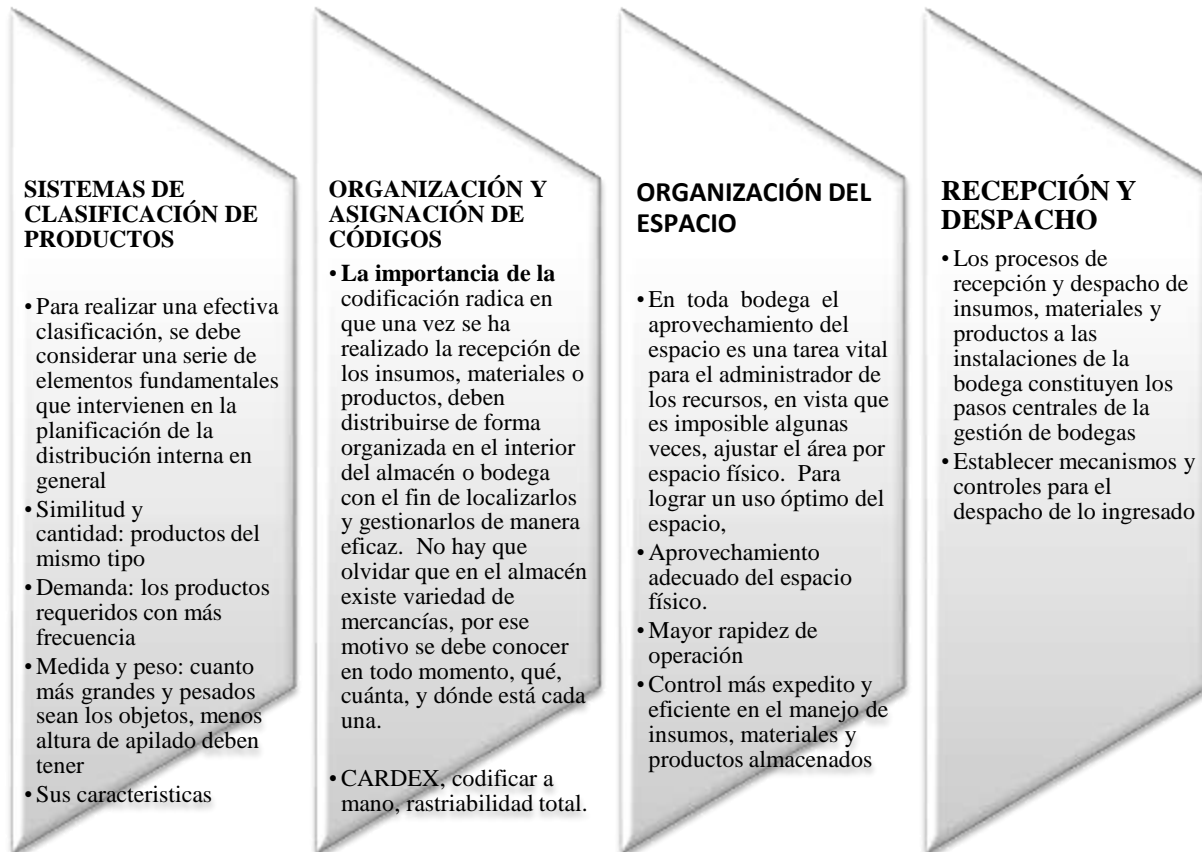 SISTEMAS DE
CLASIFICACIÓN DE
PRODUCTOS
• Para realizar una efectiva
clasificación, se debe
considerar una serie de
elementos fundamentales
que intervienen en la
planificación de la
distribución interna en
general
• Similitud y
cantidad: productos del
mismo tipo
• Demanda: los productos
requeridos con más
frecuencia
• Medida y peso: cuanto
más grandes y pesados
sean los objetos, menos
altura de apilado deben
tener
• Sus caracteristicas
ORGANIZACIÓN Y
ASIGNACIÓN DE
CÓDIGOS
• La importancia de la
codificación radica en
que una vez se ha
realizado la recepción de
los insumos, materiales o
productos, deben
distribuirse de forma
organizada en el interior
del almacén o bodega
con el fin de localizarlos
y gestionarlos de manera
eficaz. No hay que
olvidar que en el almacén
existe variedad de
mercancías, por ese
motivo se debe conocer
en todo momento, qué,
cuánta, y dónde está cada
una.
• CARDEX, codificar a
mano, rastriabilidad total.
ORGANIZACIÓN DEL
ESPACIO
• En toda bodega el
aprovechamiento del
espacio es una tarea vital
para el administrador de
los recursos, en vista que
es imposible algunas
veces, ajustar el área por
espacio físico. Para
lograr un uso óptimo del
espacio,
• Aprovechamiento
adecuado del espacio
físico.
• Mayor rapidez de
operación
• Control más expedito y
eficiente en el manejo de
insumos, materiales y
productos almacenados
RECEPCIÓN Y
DESPACHO
• Los procesos de
recepción y despacho de
insumos, materiales y
productos a las
instalaciones de la
bodega constituyen los
pasos centrales de la
gestión de bodegas
• Establecer mecanismos y
controles para el
despacho de lo ingresado